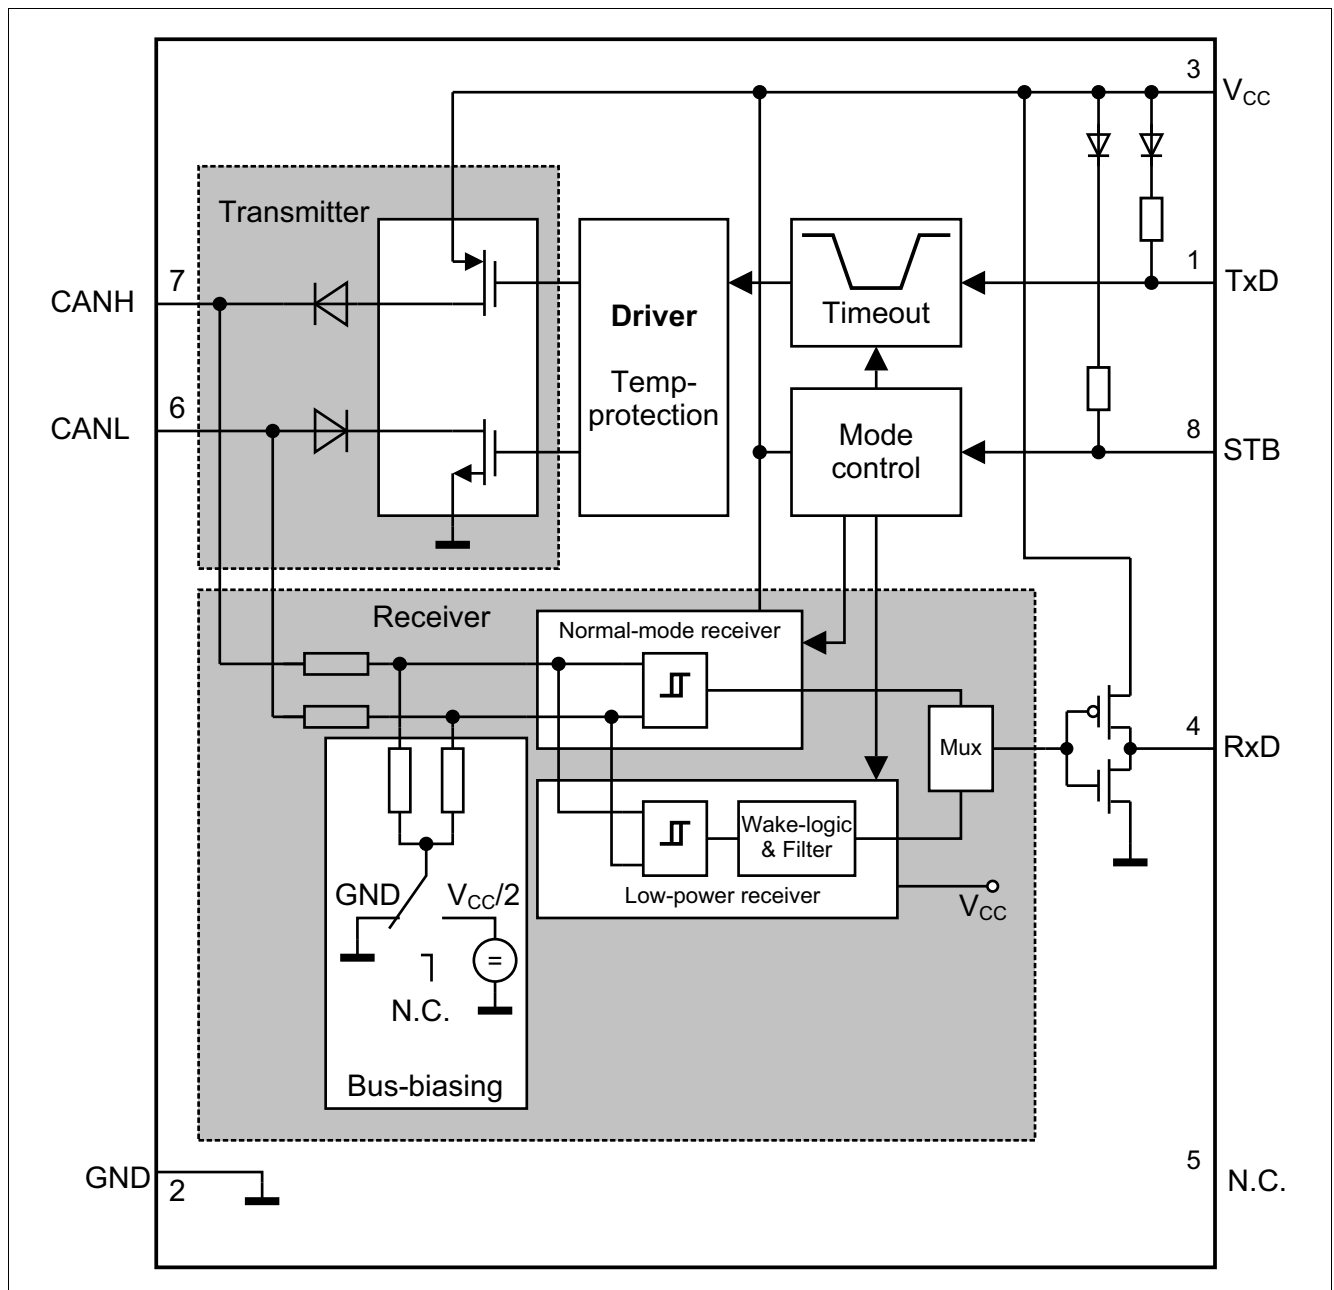 3
VCC
Transmitter
7
CANH
1
TxD
Timeout
Driver
Temp-
protection
6
CANL
Mode
control
8
STB
Receiver
Normal-mode receiver
Mux
4
RxD
Wake-logic
& Filter
Low-power receiver
VCC
GND
VCC/2
=
N.C.
Bus-biasing
GND
2
5
N.C.